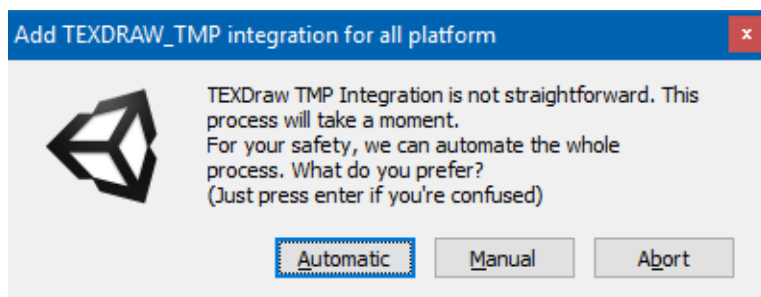 Add TEXDRAW_TMP integration for all platform
x
TEXDraw TMP Integration is not straightforward. This
process will take a moment.
For your safety, we can automate the whole
process. What do you prefer?
(Just press enter if you're confused)
Automatic
Manual
Abort